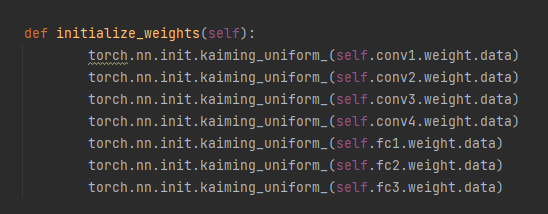 def initialize_weights(self):
torch.nn.init.kaiming_uniform_(self.conv1.weight.data)
torch.nn.init.kaiming_uniform_(self.conv2.weight.data)
torch.nn.init.kaiming_uniform_(self.conv3.weight.data)
torch.nn.init.kaiming_uniform_(self.conv4.weight.data)
torch.nn.init.kaiming_uniform_(self.fc1.weight.data)
torch.nn.init.kaiming_uniform_(self.fc2.weight.data)
torch.nn.init.kaiming_uniform_(self.fc3.weight.data)